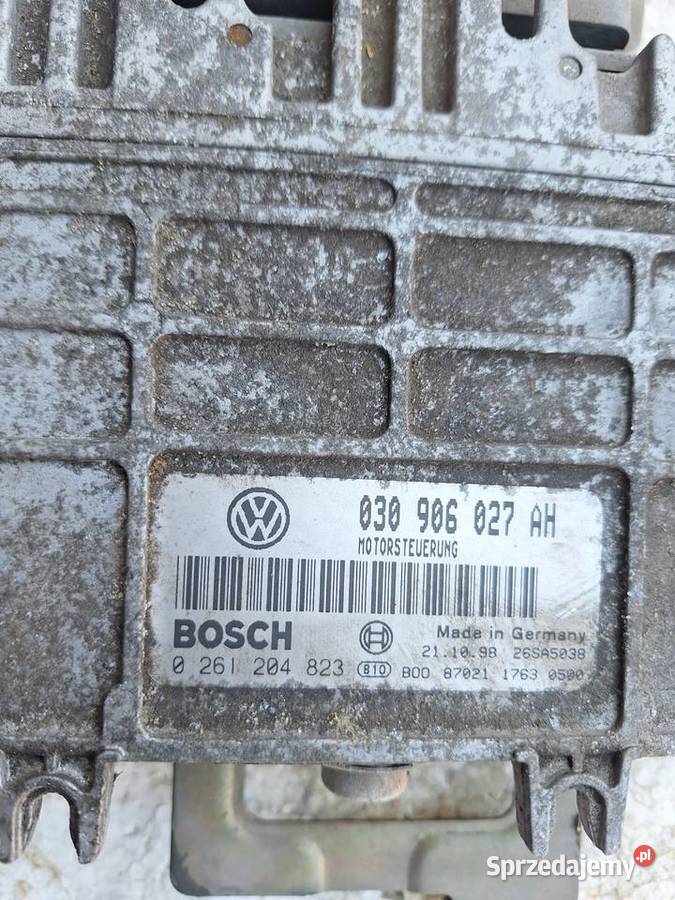 030 906 027 AH
MOTORSTEUERUNG
BOSCH
Made in Germany
21.10.98 26SA5038
0 261 204 823 B10 B00 87021 1763 0500
Sprzedajemy.pl